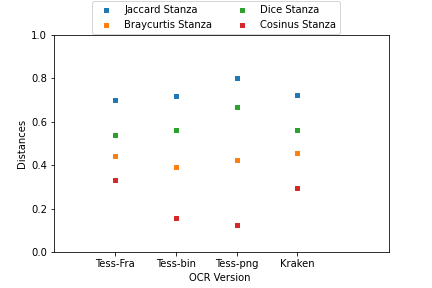 Jaccard Stanza
Dice Stanza
Braycurtis Stanza
Cosinus Stanza
1.0
0.8
0.6
0.4
0.2
0.0
Distances
Tess-Fra
Tess-bin
Tess-png
Kraken
OCR Version